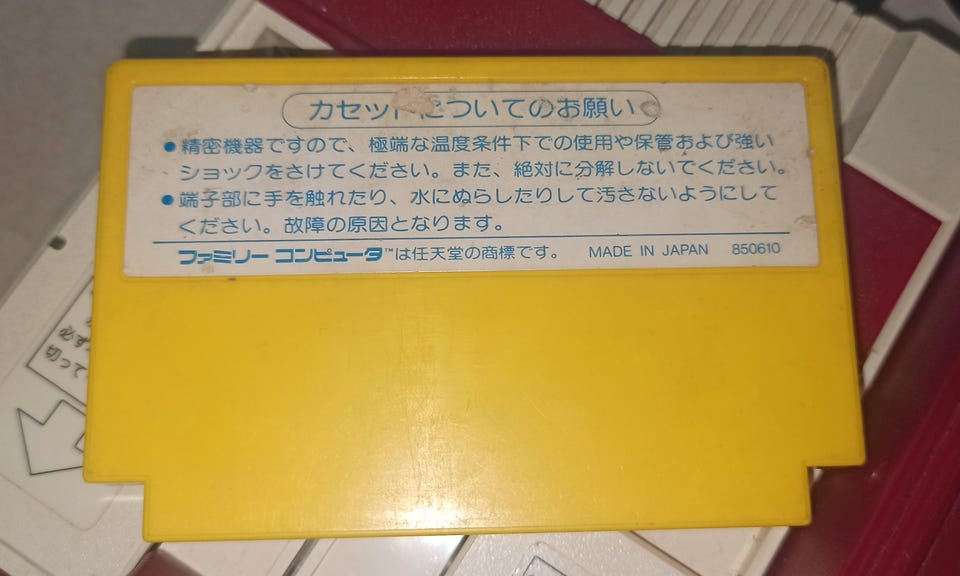 カセットについてのお願い
●精密機器ですので、極端な温度条件下での使用や保管および強い
ショックをさけてください。また、絶対に分解しないでください。
●端子部に手を触れたり、水にぬらしたりして汚さないようにして
ください。故障の原因となります。
ファミリー コンピュータ™は任天堂の商標です。 MADE IN JAPAN 850610
必ず
切って